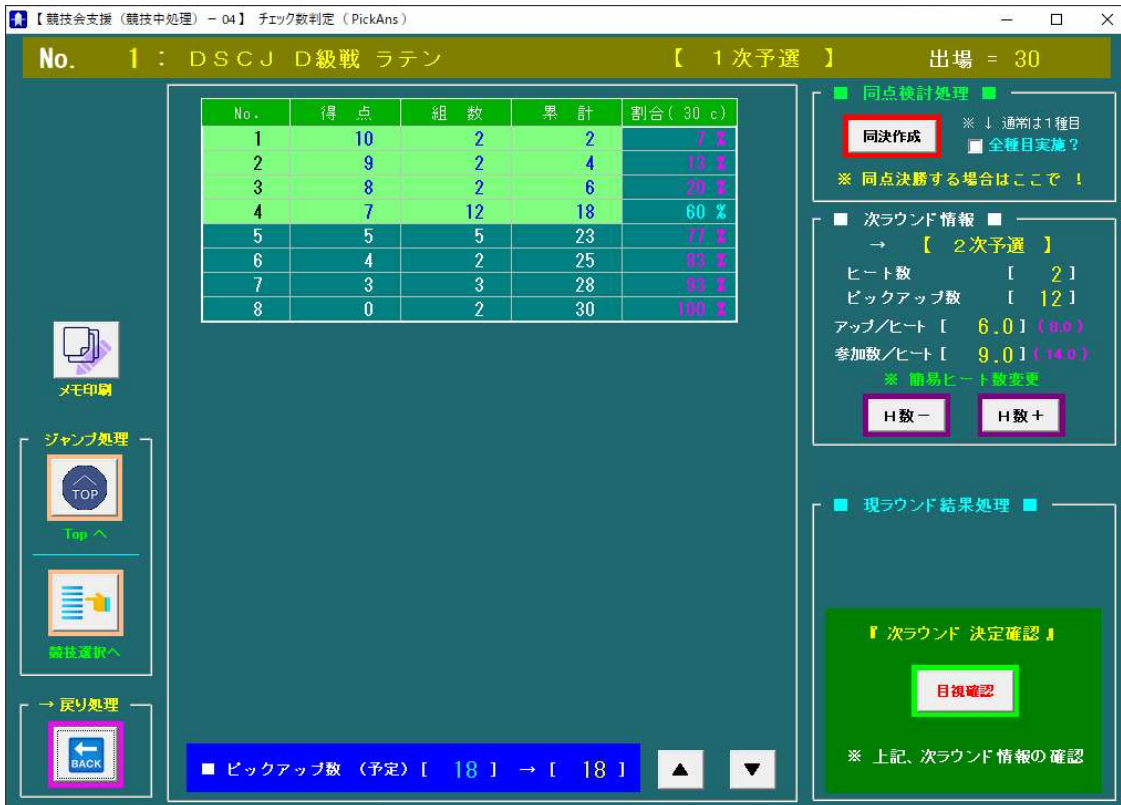 【競技会支援（競技中処理）－04】 チェック数判定（PickAns）
No. 1 : DSCJ D級戦 ラテン 【 1次予選 】 出場 = 30
No. 得 点 組 数 累 計 割合( 30 c)
1 10 2 2 7 %
2 9 2 4 13 %
3 8 2 6 20 %
4 7 12 18 60 %
5 5 5 23 77 %
6 4 2 25 83 %
7 3 3 28 93 %
8 0 2 30 100 %
メモ印刷
ジャンプ処理
TOP
Top へ
競技選択へ
→ 戻り処理
BACK
■ ピックアップ数 （予定）[ 18 ] → [ 18 ] ▲ ▼
■ 同点検討処理 ■
同決作成
※ ↓ 通常は1種目
全種目実施？
※ 同点決勝する場合はここで ！
■ 次ラウンド情報 ■
→ 【 2次予選 】
ヒート数 [ 2 ]
ピックアップ数 [ 12 ]
アップ/ヒート [ 6.0 ] ( 8.0 )
参加数/ヒート [ 9.0 ] ( 14.0 )
※ 簡易ヒート数変更
H数－ H数＋
■ 現ラウンド結果処理 ■
『 次ラウンド 決定確認 』
目視確認
※ 上記、次ラウンド情報の確認